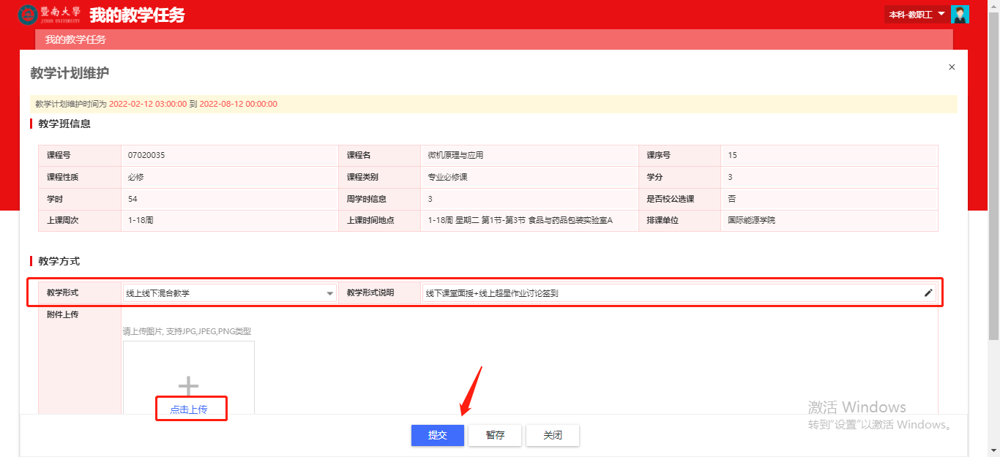 暨南大學
JINAN UNIVERSITY
我的教学任务
本科-教职工
我的教学任务
教学计划维护
×
教学计划维护时间为 2022-02-12 03:00:00 到 2022-08-12 00:00:00
教学班信息
课程号 07020035 课程名 微机原理与应用 课序号 15
课程性质 必修 课程类别 专业必修课 学分 3
学时 54 周学时信息 3 是否校公选课 否
上课周次 1-18周 上课时间地点 1-18周 星期二 第1节-第3节 食品与药品包装实验室A 排课单位 国际能源学院
教学方式
教学形式 线上线下混合教学 教学形式说明 线下课堂面授+线上超星作业讨论签到
附件上传
请上传图片, 支持JPG,JPEG,PNG类型
点击上传
激活 Windows
转到"设置"以激活 Windows。
提交 暂存 关闭